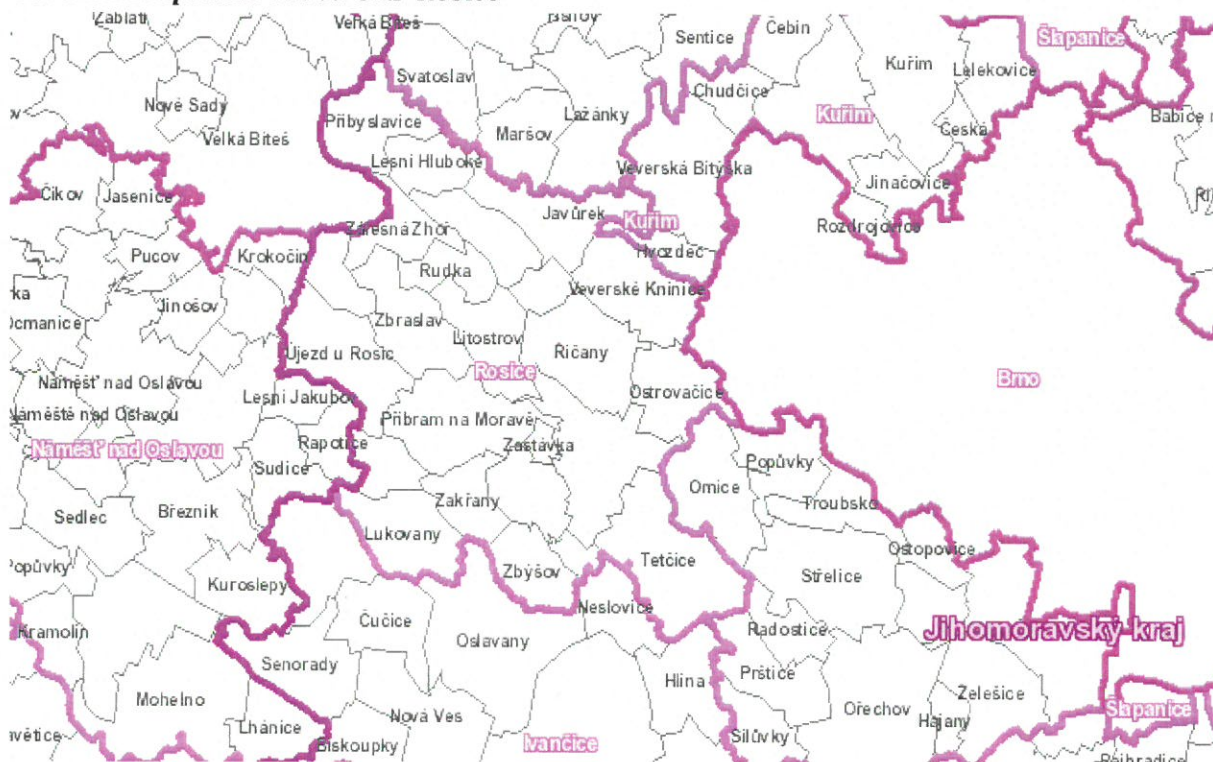 Zablatí
Velká Bíteš
Sentice
Čebín
Šlapanice
Svatoslav
Kuřim
Lelekovice
Nové Sady
Chudčice
Přibyslavice
Lažánky
Kuřim
Velká Bíteš
Maršov
Česká
Lesní Hluboké
Veverská Bítýška
Jinačovice
Čikov
Jasenice
Javůrek
Kuřim
Rozdrojovice
Zálesná Zhoř
Pucov
Krokočín
Hvozdec
Rudka
Veverské Knínice
Jinošov
Zbraslav
Litostrov
Újezd u Rosic
Říčany
Rosice
Brno
Náměšť nad Oslavou
Lesní Jakubov
Ostrovačice
Příbram na Moravě
Rapotice
Zastávka
Náměšť nad Oslavou
Sudice
Popůvky
Omice
Zakřany
Troubsko
Sedlec
Březník
Lukovany
Ostopovice
Tetčice
Popůvky
Kuroslepy
Zbýšov
Střelice
Neslovice
Čučice
Kramolín
Oslavany
Radostice
Jihomoravský kraj
Senorady
Hlína
Prštice
Želešice
Mohelno
Ořechov
Nová Ves
Hajany
Šlapanice
Lhánice
Biskoupky
Ivančice
Silůvky